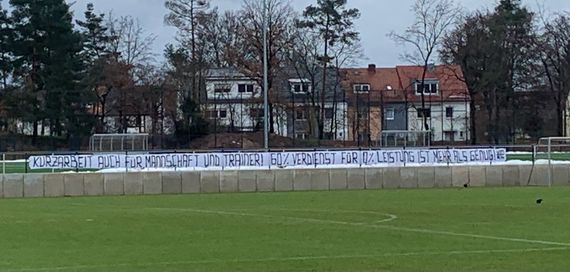 KURZARBEIT AUCH FÜR MANNSCHAFT UND TRAINER! 60% VERDIENST FÜR 0% LEISTUNG IST MEHR ALS GENUG!